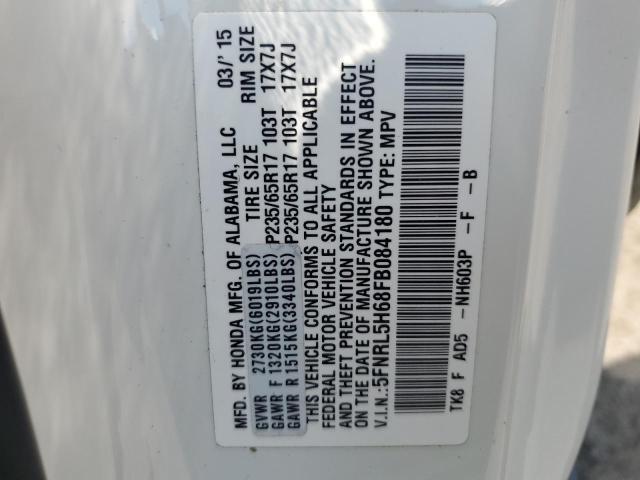 MFD. BY HONDA MFG. OF ALABAMA, LLC 03/'15
TIRE SIZE RIM SIZE
GVWR 2730KG(6019LBS)
GAWR F 1320KG(2910LBS) P235/65R17 103T 17X7J
GAWR R 1515KG(3340LBS) P235/65R17 103T 17X7J
THIS VEHICLE CONFORMS TO ALL APPLICABLE
FEDERAL MOTOR VEHICLE SAFETY
AND THEFT PREVENTION STANDARDS IN EFFECT
ON THE DATE OF MANUFACTURE SHOWN ABOVE.
V.I.N.:5FNRL5H68FB084180 TYPE: MPV
TK8 F AD5 -NH603P -F -B